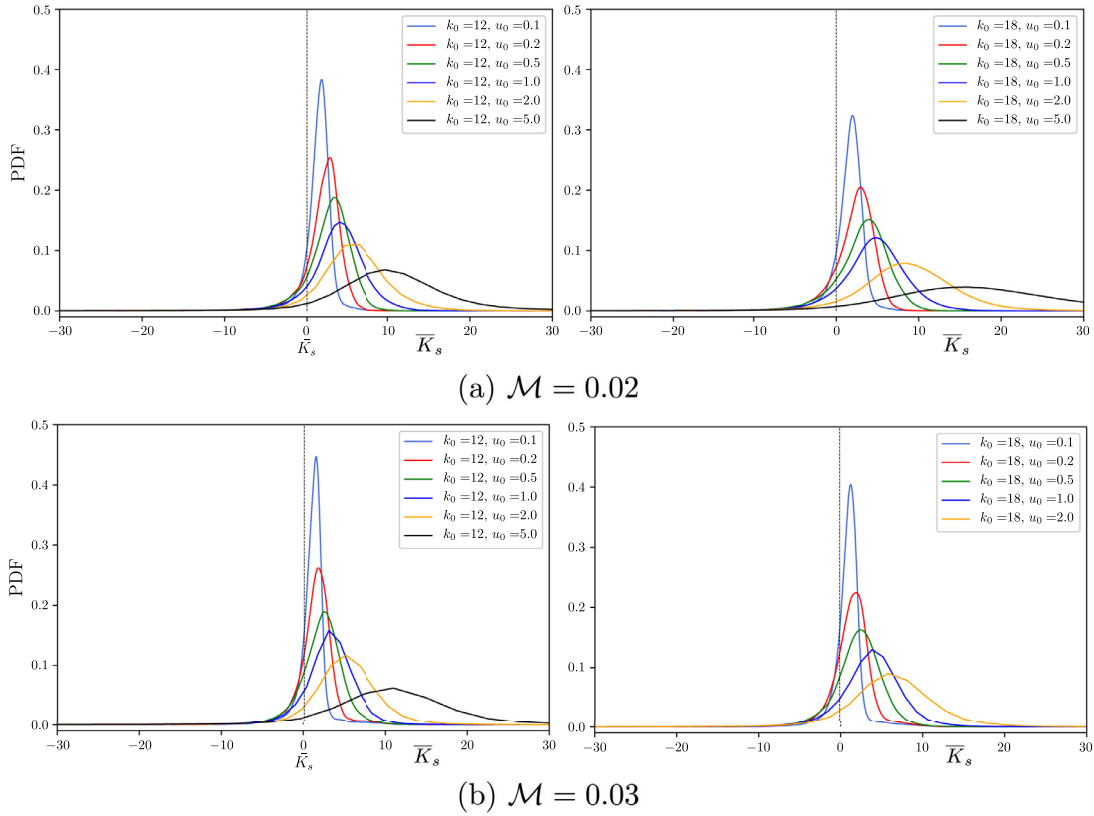 0.5
0.4
0.3
0.2
0.1
0.0
PDF
k₀ =12, u₀ =0.1
k₀ =12, u₀ =0.2
k₀ =12, u₀ =0.5
k₀ =12, u₀ =1.0
k₀ =12, u₀ =2.0
k₀ =12, u₀ =5.0
−30 −20 −10 0 10 20 30
K̄ₛ K̄ₛ
0.5
0.4
0.3
0.2
0.1
0.0
k₀ =18, u₀ =0.1
k₀ =18, u₀ =0.2
k₀ =18, u₀ =0.5
k₀ =18, u₀ =1.0
k₀ =18, u₀ =2.0
k₀ =18, u₀ =5.0
−30 −20 −10 0 10 20 30
K̄ₛ
(a) ℳ = 0.02
0.5
0.4
0.3
0.2
0.1
0.0
PDF
k₀ =12, u₀ =0.1
k₀ =12, u₀ =0.2
k₀ =12, u₀ =0.5
k₀ =12, u₀ =1.0
k₀ =12, u₀ =2.0
k₀ =12, u₀ =5.0
−30 −20 −10 0 10 20 30
K̄ₛ K̄ₛ
0.5
0.4
0.3
0.2
0.1
0.0
k₀ =18, u₀ =0.1
k₀ =18, u₀ =0.2
k₀ =18, u₀ =0.5
k₀ =18, u₀ =1.0
k₀ =18, u₀ =2.0
−30 −20 −10 0 10 20 30
K̄ₛ
(b) ℳ = 0.03